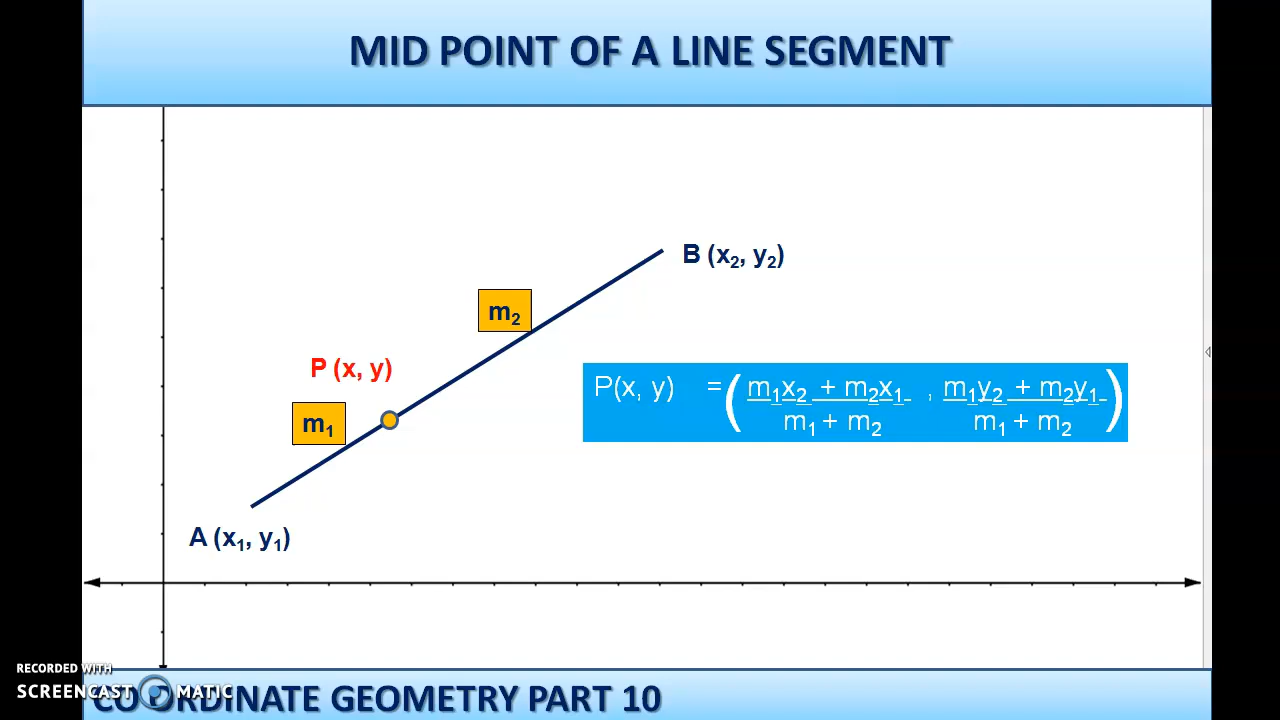 MID POINT OF A LINE SEGMENT
B (x₂, y₂)
m₂
P (x, y)
P(x, y) = ( m₁x₂ + m₂x₁ , m₁y₂ + m₂y₁ )
m₁ + m₂ m₁ + m₂
m₁
A (x₁, y₁)
RECORDED WITH
SCREENCAST MATIC
COORDINATE GEOMETRY PART 10